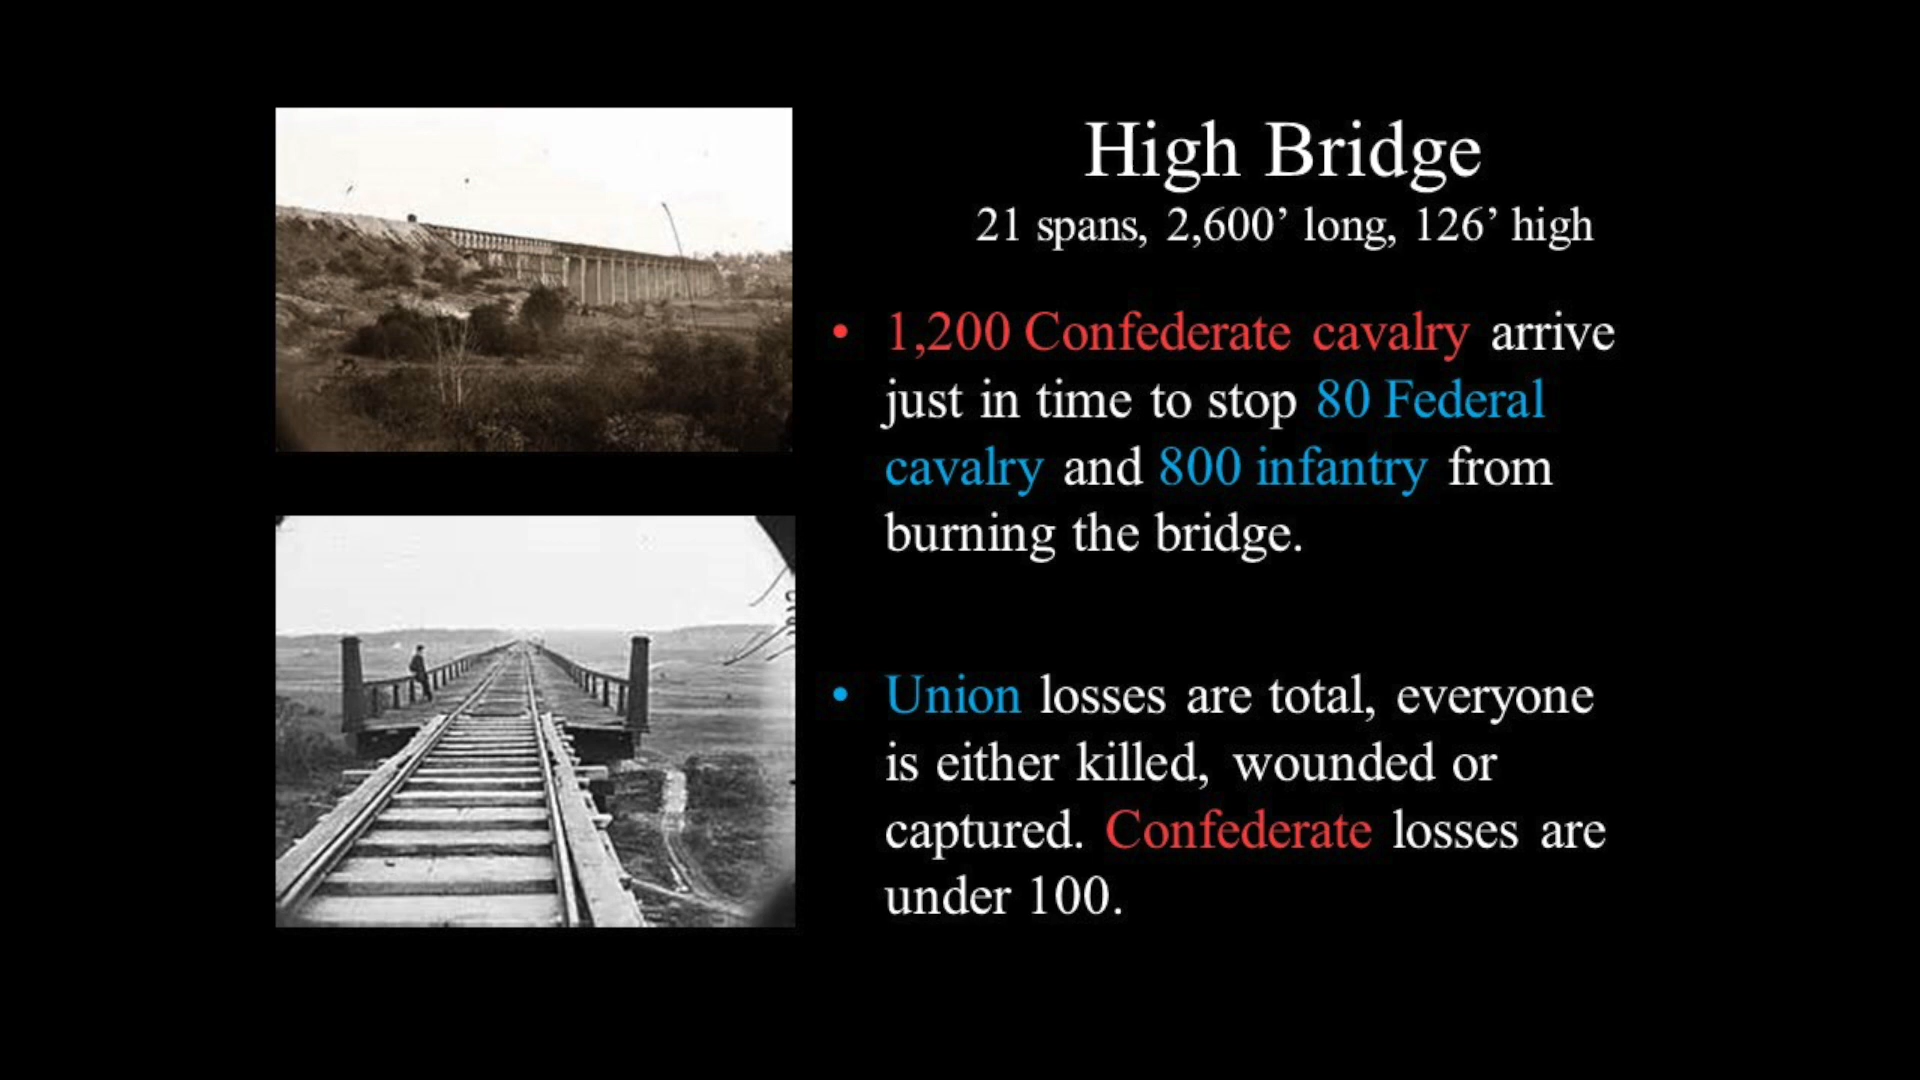 High Bridge
21 spans, 2,600’ long, 126’ high
• 1,200 Confederate cavalry arrive
just in time to stop 80 Federal
cavalry and 800 infantry from
burning the bridge.
• Union losses are total, everyone
is either killed, wounded or
captured. Confederate losses are
under 100.